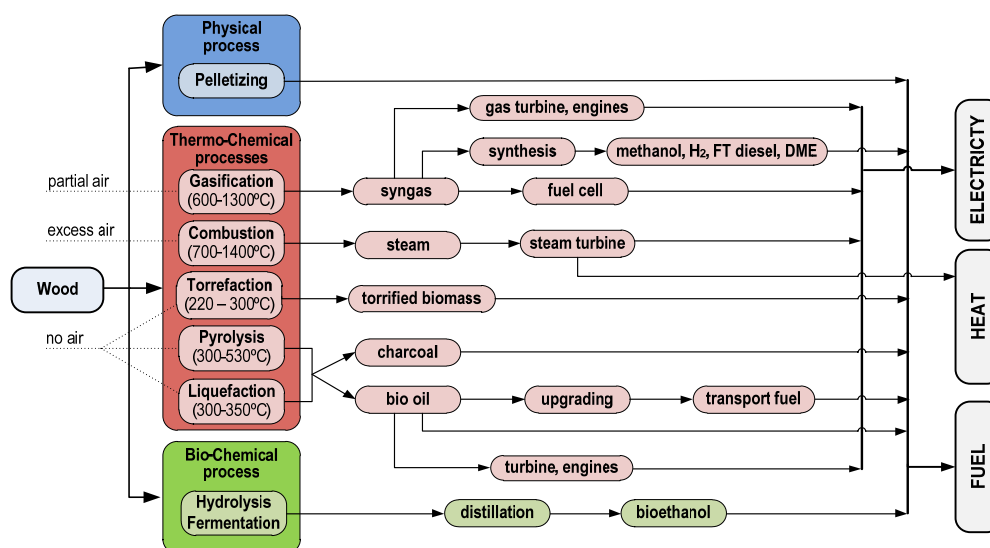 Physical
process
Pelletizing
Thermo-Chemical
processes
Gasification
(600-1300ºC)
Combustion
(700-1400ºC)
Torrefaction
(220 – 300ºC)
Pyrolysis
(300-530ºC)
Liquefaction
(300-350ºC)
Bio-Chemical
process
Hydrolysis
Fermentation
partial air
excess air
Wood
no air
gas turbine, engines
synthesis
methanol, H₂, FT diesel, DME
syngas
fuel cell
steam
steam turbine
torrified biomass
charcoal
bio oil
upgrading
transport fuel
turbine, engines
distillation
bioethanol
ELECTRICTY
HEAT
FUEL